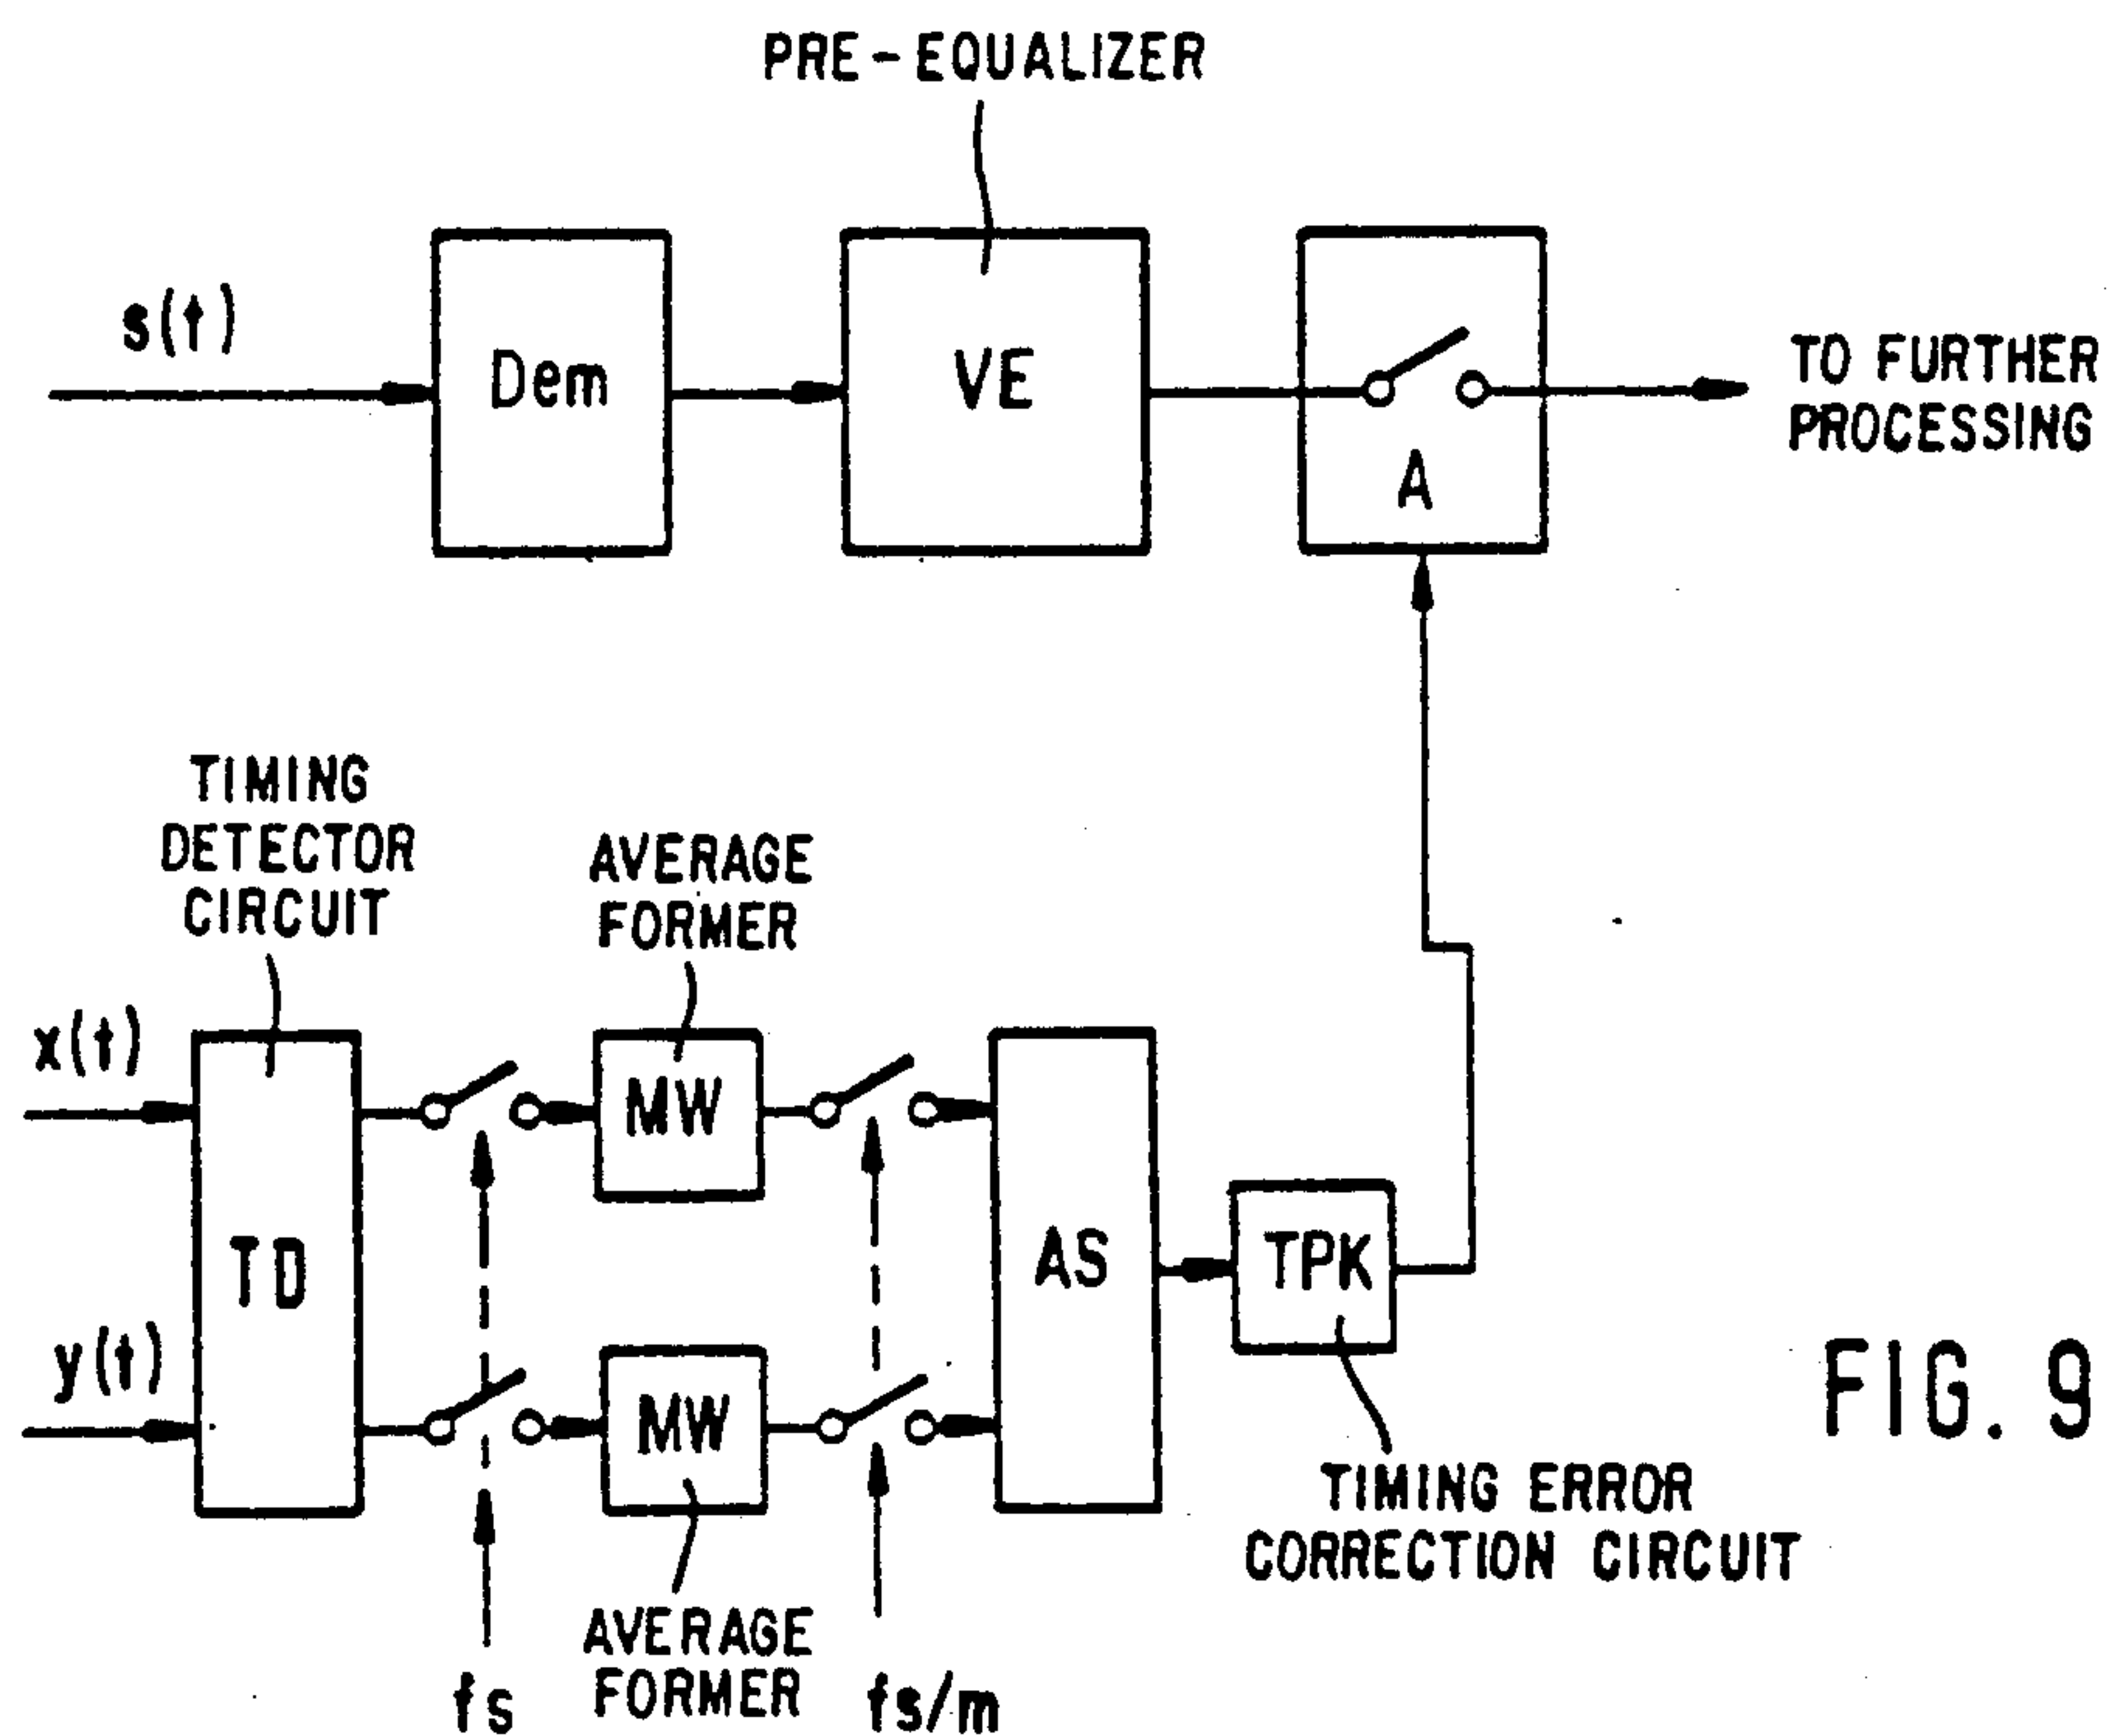 PRE-EQUALIZER
s(t)
Dem
VE
A
TO FURTHER
PROCESSING
TIMING
DETECTOR
CIRCUIT
AVERAGE
FORMER
x(t)
y(t)
TD
MW
MW
AS
TPK
FIG. 9
TIMING ERROR
CORRECTION CIRCUIT
AVERAGE
FORMER
fs
fs/m